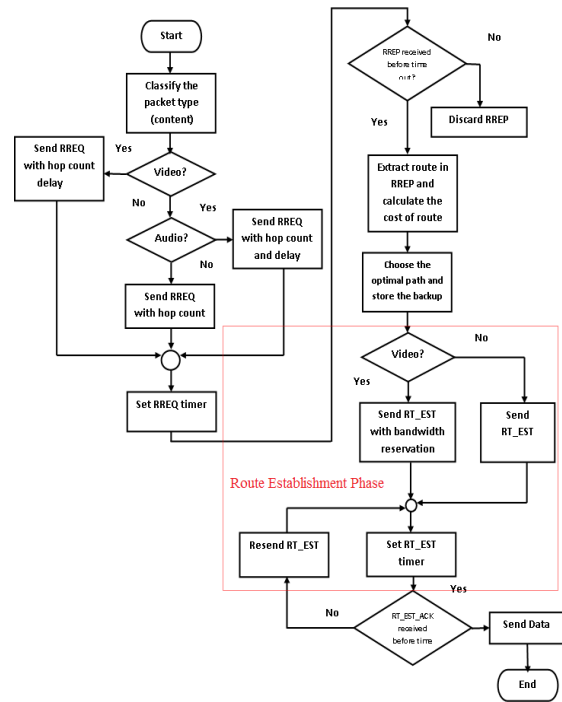 Start
Classify the
packet type
(content)
Yes
Send RREQ
with hop count
delay
Video?
No
Yes
Audio?
Send RREQ
with hop count
and delay
No
Send RREQ
with hop count
Set RREQ timer
RREP received
before time
out?
No
Discard RREP
Yes
Extract route in
RREP and
calculate the
cost of route
Choose the
optimal path and
store the backup
Video?
No
Yes
Send RT_EST
with bandwidth
reservation
Send
RT_EST
Route Establishment Phase
Resend RT_EST
Set RT_EST
timer
Yes
No
RT_EST_ACK
received
before time
Send Data
End